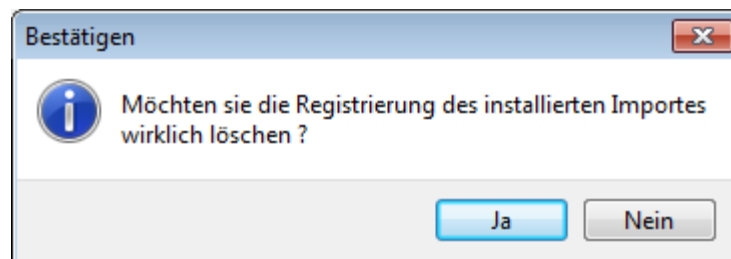 Bestätigen
Möchten sie die Registrierung des installierten Importes
wirklich löschen ?
Ja
Nein